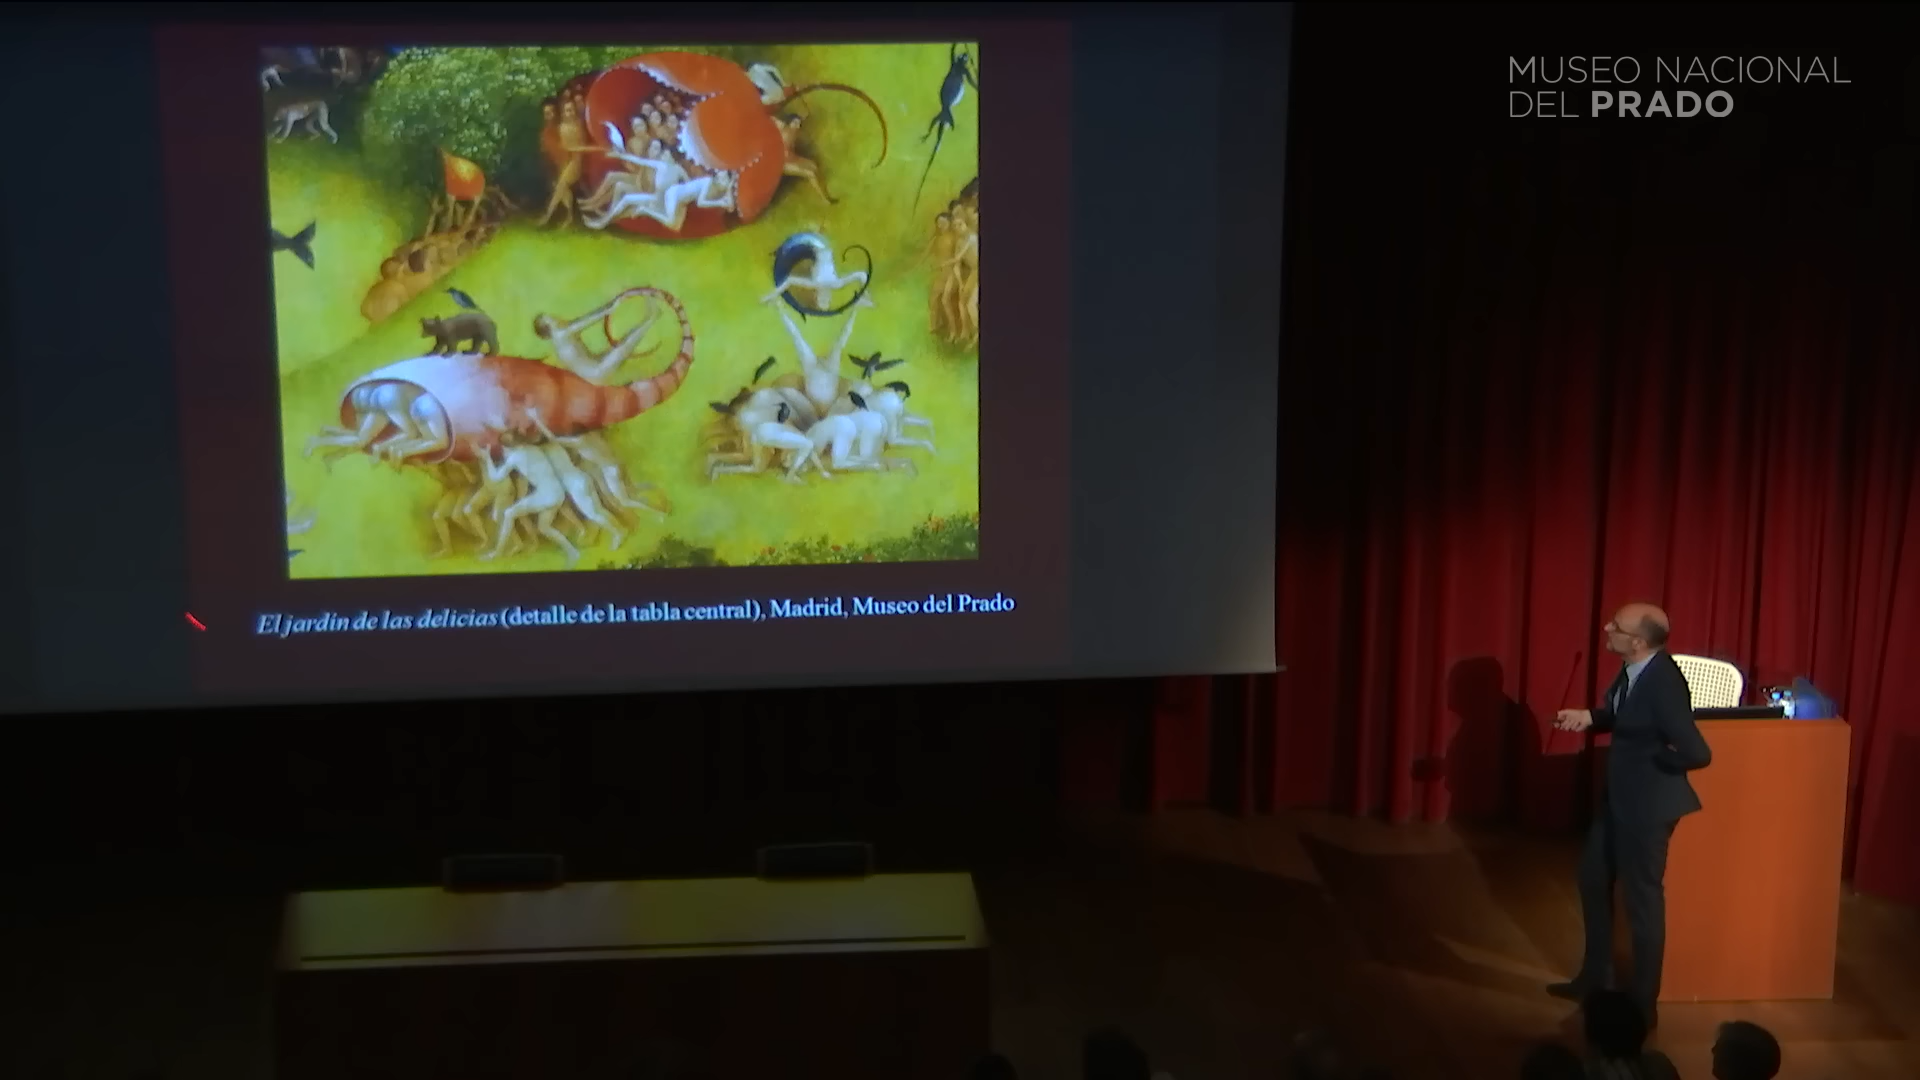 MUSEO NACIONAL
DEL PRADO
El jardín de las delicias (detalle de la tabla central), Madrid, Museo del Prado